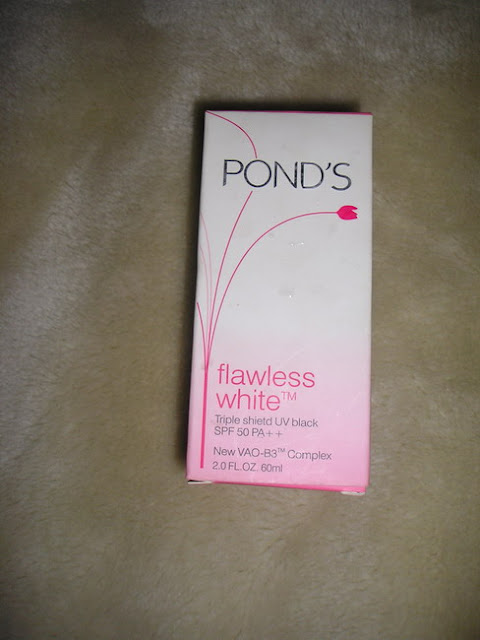 POND'S
flawless
white™
Triple shietd UV black
SPF 50 PA++
New VAO-B3™ Complex
2.0 FL.OZ. 60ml